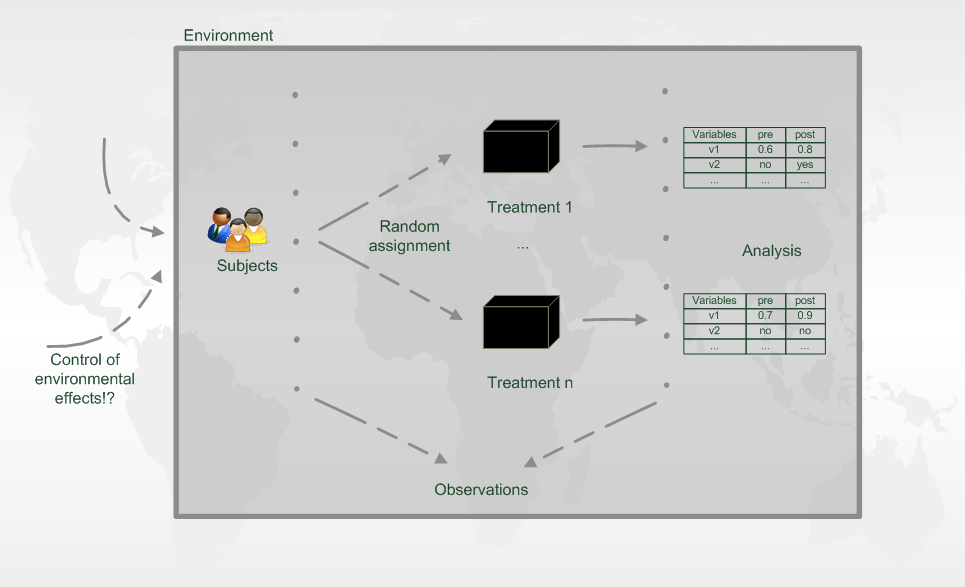 Environment
Subjects
Random
assignment
Treatment 1
...
Treatment n
Variables pre post
v1 0.6 0.8
v2 no yes
... ... ...
Analysis
Variables pre post
v1 0.7 0.9
v2 no no
... ... ...
Control of
environmental
effects!?
Observations